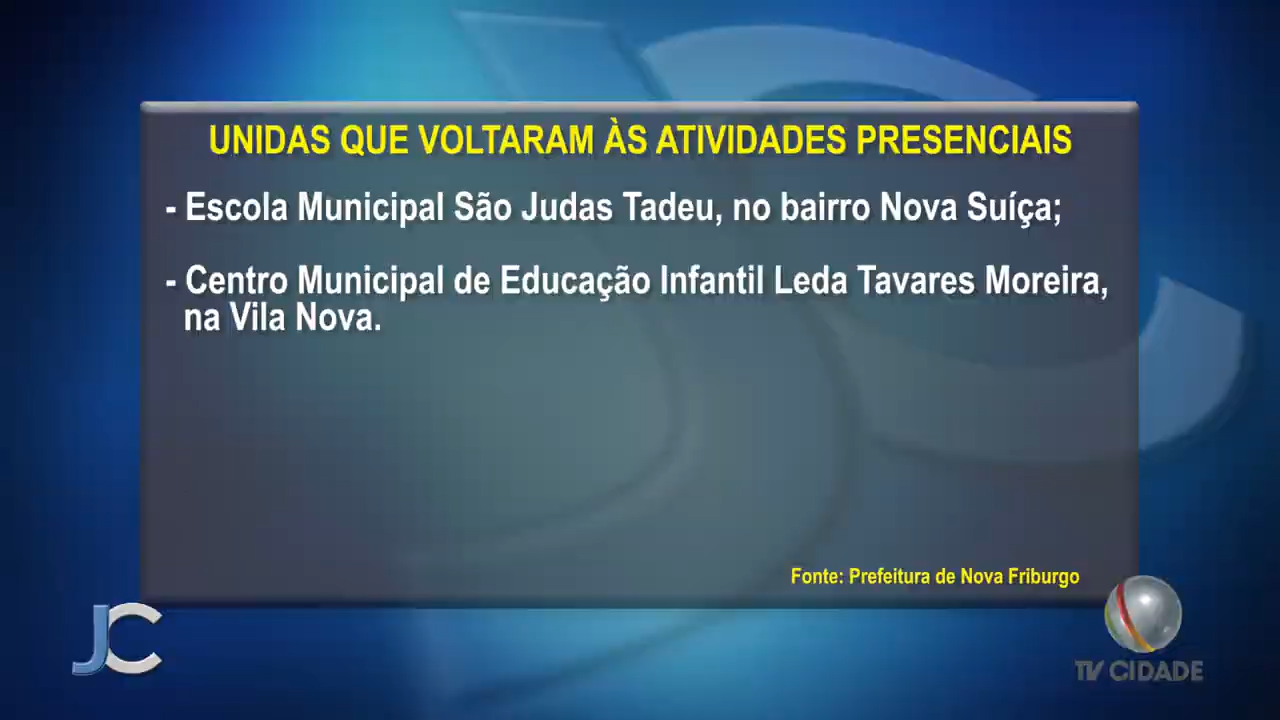 UNIDAS QUE VOLTARAM ÀS ATIVIDADES PRESENCIAIS
- Escola Municipal São Judas Tadeu, no bairro Nova Suíça;
- Centro Municipal de Educação Infantil Leda Tavares Moreira,
na Vila Nova.
Fonte: Prefeitura de Nova Friburgo
JC
TV CIDADE